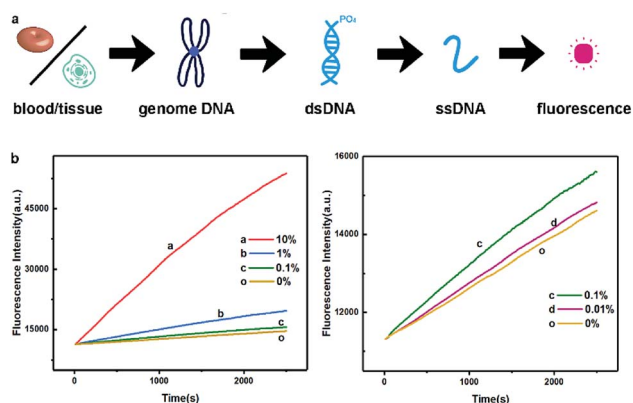 a
PO₄
blood/tissue
genome DNA
dsDNA
ssDNA
fluorescence
b
Fluorescence Intensity(a.u.)
45000
30000
15000
a
b
c
o
a 10%
b 1%
c 0.1%
o 0%
0
1000
2000
Time(s)
Fluorescence Intensity(a.u.)
16000
14000
12000
c
d
o
c 0.1%
d 0.01%
o 0%
0
1000
2000
Time(s)